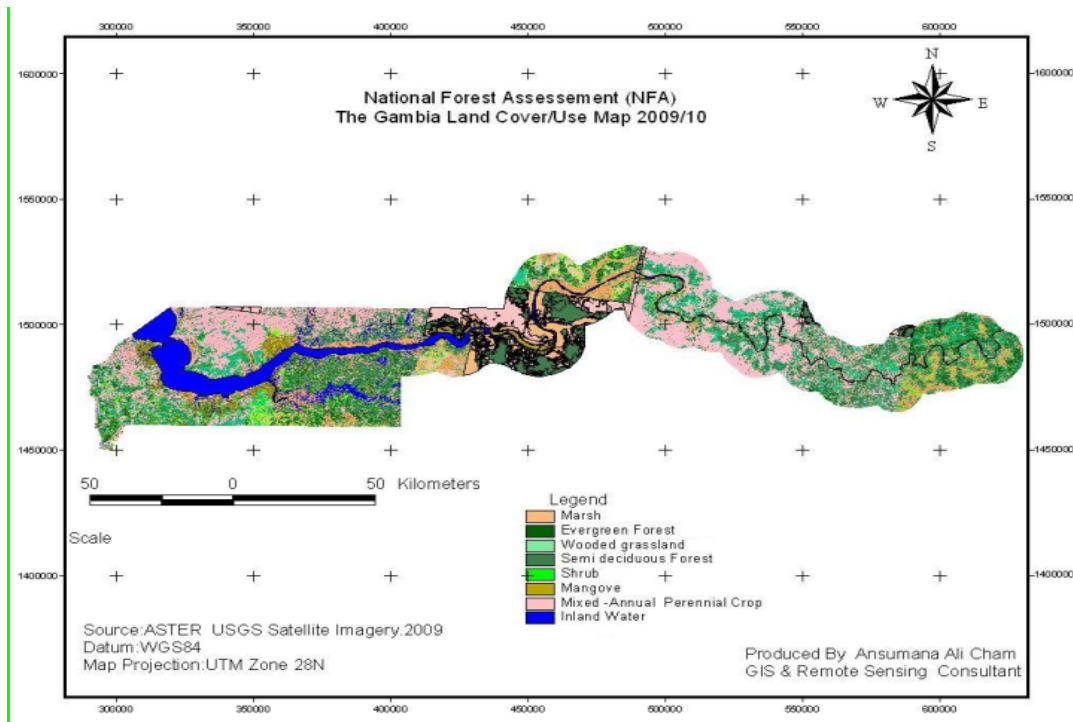 300000 350000 400000 450000 500000 550000 600000
1600000 1600000
N
W E
S
National Forest Assessement (NFA)
The Gambia Land Cover/Use Map 2009/10
1550000 1550000
1500000 1500000
1450000 1450000
50 0 50 Kilometers
Scale
Legend
Marsh
Evergreen Forest
Wooded grassland
Semi deciduous Forest
Shrub
Mangove
Mixed -Annual Perennial Crop
Inland Water
1400000 1400000
Source:ASTER USGS Satellite Imagery.2009
Datum:WGS84
Map Projection:UTM Zone 28N
Produced By Ansumana Ali Cham
GIS & Remote Sensing Consultant
300000 350000 400000 450000 500000 550000 600000